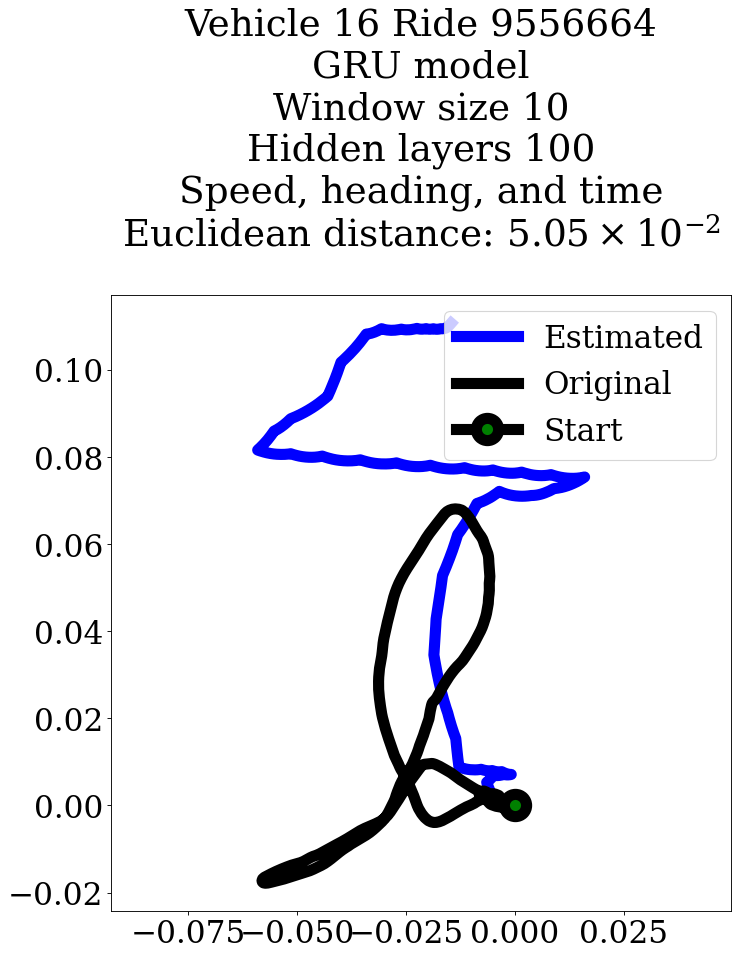 Vehicle 16 Ride 9556664
GRU model
Window size 10
Hidden layers 100
Speed, heading, and time
Euclidean distance: 5.05 × 10⁻²
Estimated
Original
Start
0.10
0.08
0.06
0.04
0.02
0.00
−0.02
−0.075 −0.050 −0.025 0.000 0.025